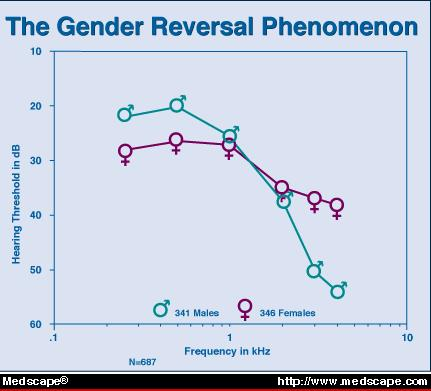 The Gender Reversal Phenomenon
10
20
30
40
50
60
Hearing Threshold in dB
341 Males
346 Females
.1
1
10
Frequency in kHz
N=687
Medscape®
http://www.medscape.com